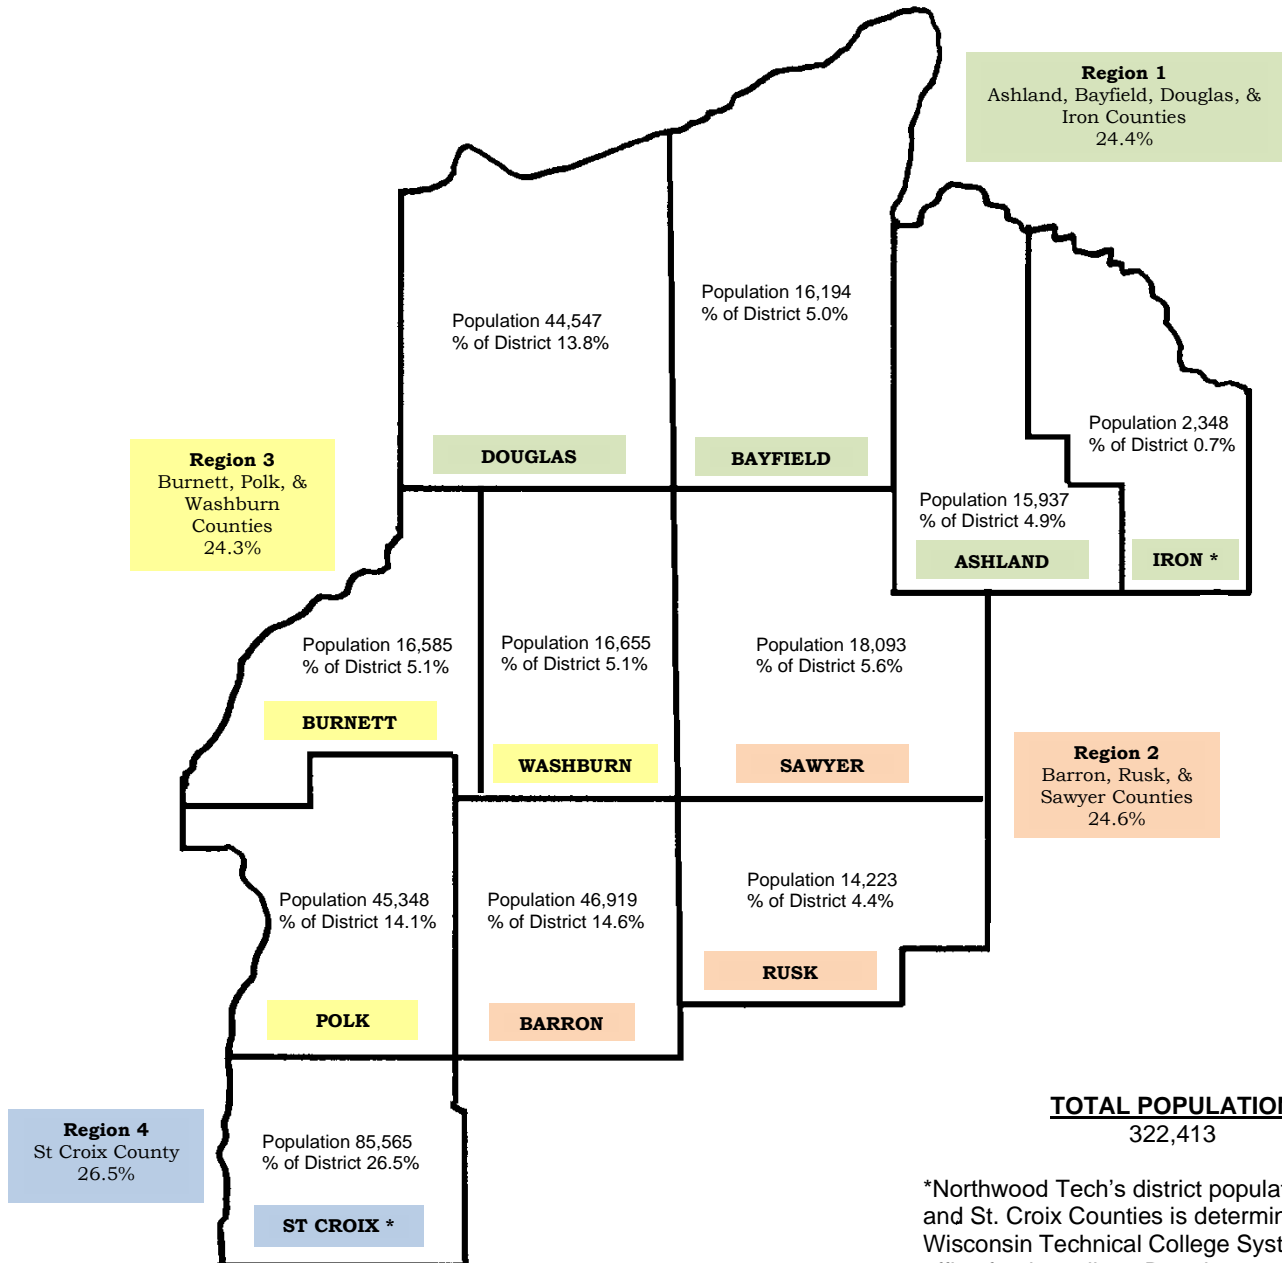 Region 1
Ashland, Bayfield, Douglas, &
Iron Counties
24.4%
Population 16,194
% of District 5.0%
Population 44,547
% of District 13.8%
Population 2,348
% of District 0.7%
DOUGLAS
BAYFIELD
Region 3
Burnett, Polk, &
Washburn
Counties
24.3%
Population 15,937
% of District 4.9%
ASHLAND
IRON *
Population 16,585
% of District 5.1%
Population 16,655
% of District 5.1%
Population 18,093
% of District 5.6%
BURNETT
WASHBURN
SAWYER
Region 2
Barron, Rusk, &
Sawyer Counties
24.6%
Population 45,348
% of District 14.1%
Population 46,919
% of District 14.6%
Population 14,223
% of District 4.4%
RUSK
POLK
BARRON
Region 4
St Croix County
26.5%
Population 85,565
% of District 26.5%
ST CROIX *
TOTAL POPULATION
322,413
*Northwood Tech's district
and St. Croix Counties is
Wisconsin Technical College